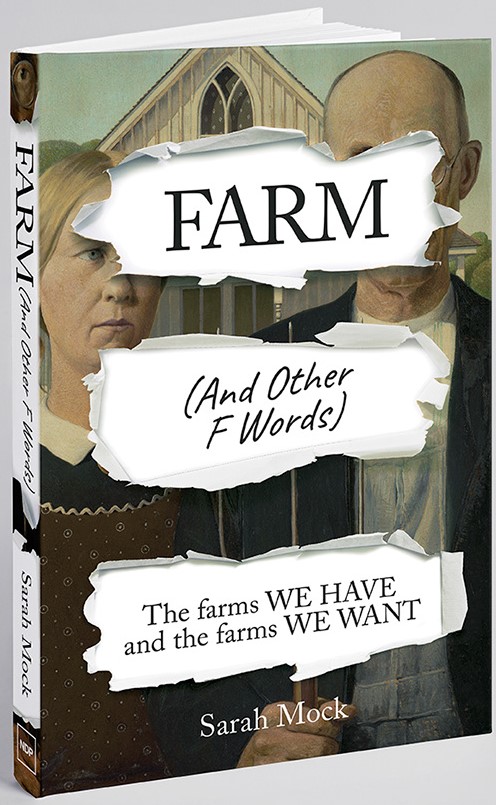 FARM
(And Other
F Words)
The farms WE HAVE
and the farms WE WANT
Sarah Mock
FARM (And Other F Words)
Sarah Mock
NDP